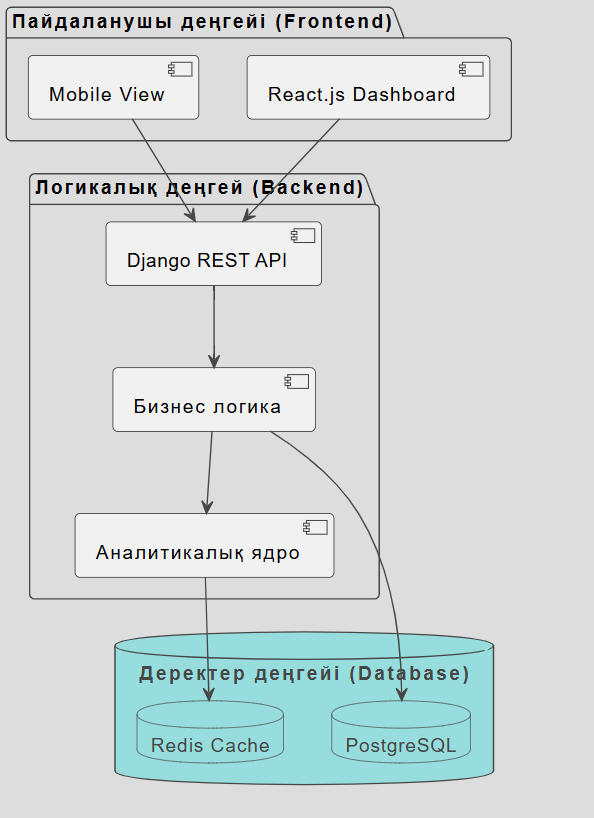 Пайдаланушы деңгейі (Frontend)
Mobile View
React.js Dashboard
Логикалық деңгей (Backend)
Django REST API
Бизнес логика
Аналитикалық ядро
Деректер деңгейі (Database)
Redis Cache
PostgreSQL